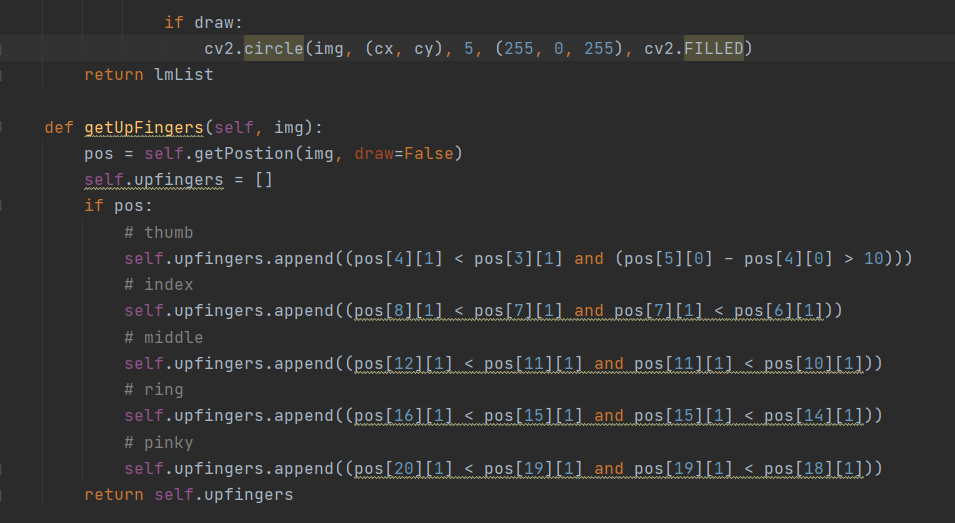 if draw:
cv2.circle(img, (cx, cy), 5, (255, 0, 255), cv2.FILLED)
return lmList
def getUpFingers(self, img):
pos = self.getPostion(img, draw=False)
self.upfingers = []
if pos:
# thumb
self.upfingers.append((pos[4][1] < pos[3][1] and (pos[5][0] - pos[4][0] > 10)))
# index
self.upfingers.append((pos[8][1] < pos[7][1] and pos[7][1] < pos[6][1]))
# middle
self.upfingers.append((pos[12][1] < pos[11][1] and pos[11][1] < pos[10][1]))
# ring
self.upfingers.append((pos[16][1] < pos[15][1] and pos[15][1] < pos[14][1]))
# pinky
self.upfingers.append((pos[20][1] < pos[19][1] and pos[19][1] < pos[18][1]))
return self.upfingers